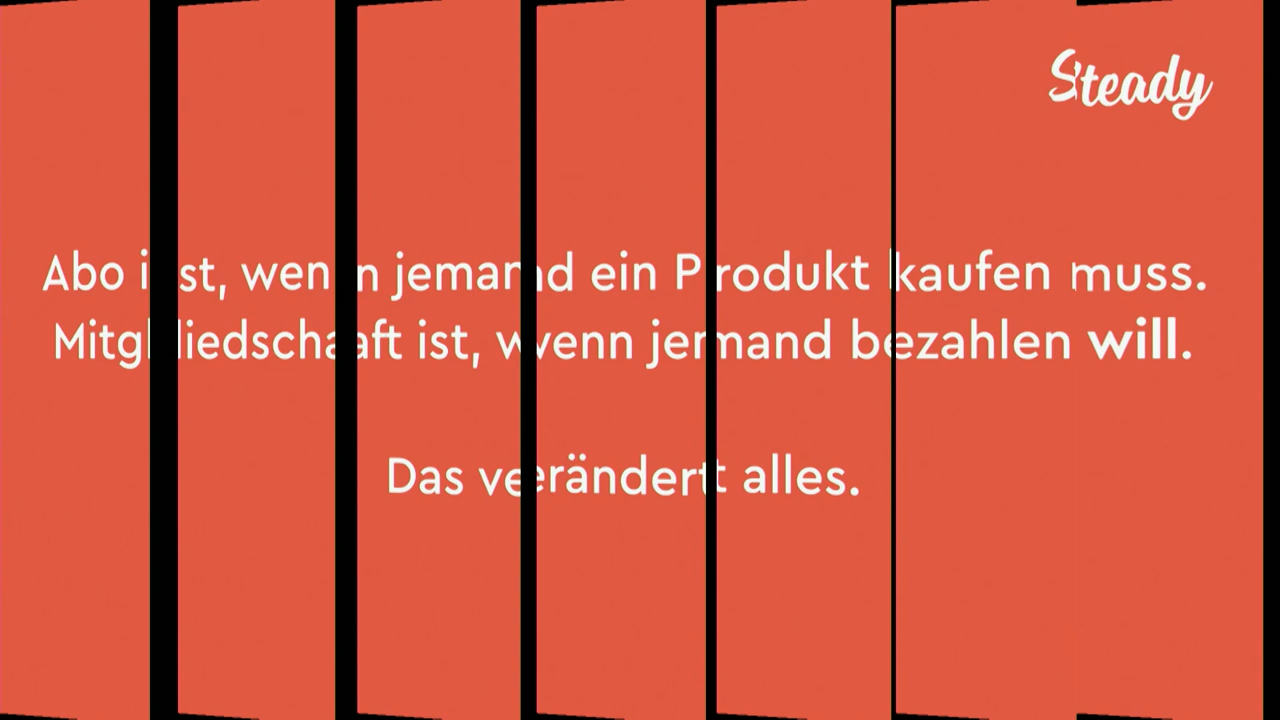 Steady
Abo ist, wenn jemand ein Produkt kaufen muss.
Mitgliedschaft ist, wenn jemand bezahlen will.
Das verändert alles.